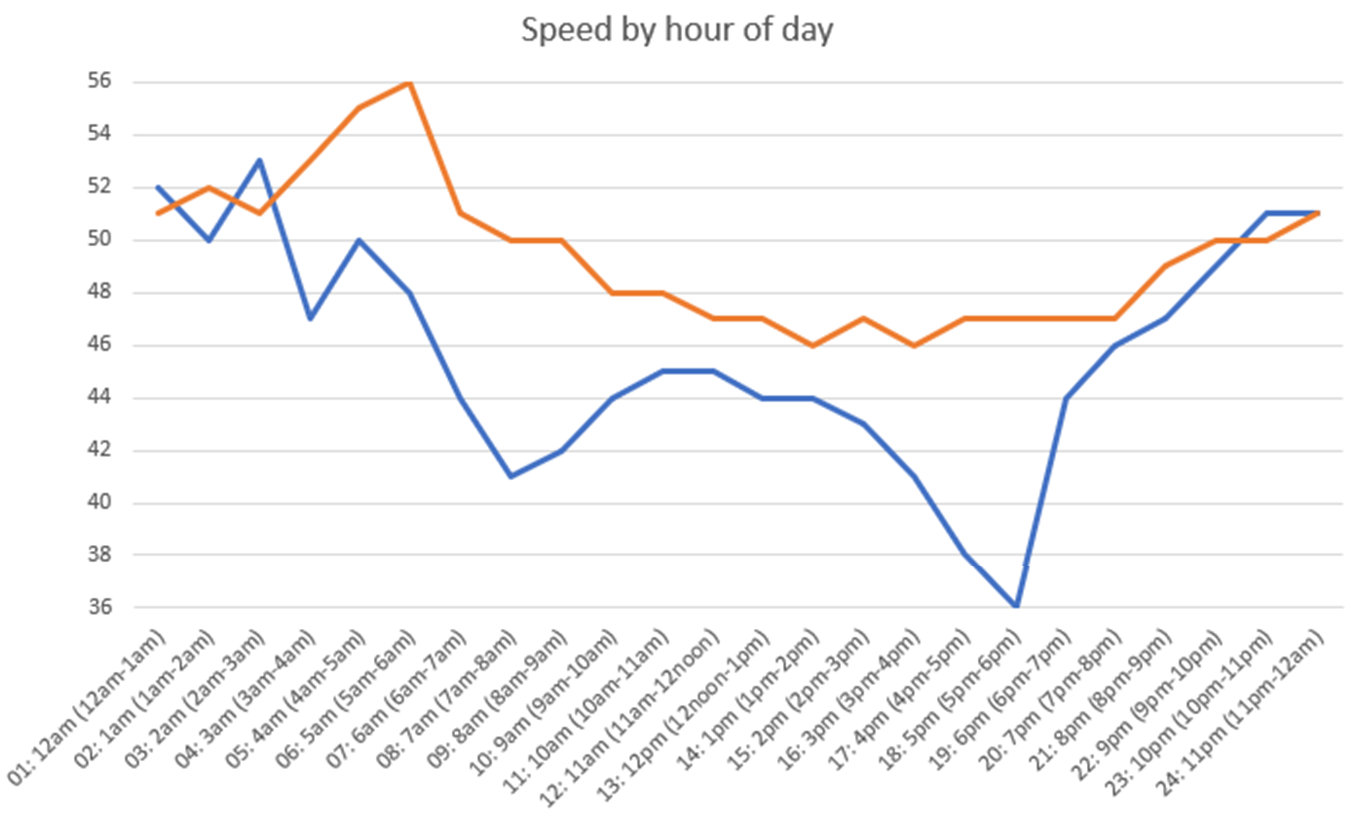 Speed by hour of day
56
54
52
50
48
46
44
42
40
38
36
01: 12am (12am-1am)
02: 1am (1am-2am)
03: 2am (2am-3am)
04: 3am (3am-4am)
05: 4am (4am-5am)
06: 5am (5am-6am)
07: 6am (6am-7am)
08: 7am (7am-8am)
09: 8am (8am-9am)
10: 9am (9am-10am)
11: 10am (10am-11am)
12: 11am (11am-12noon)
13: 12pm (12noon-1pm)
14: 1pm (1pm-2pm)
15: 2pm (2pm-3pm)
16: 3pm (3pm-4pm)
17: 4pm (4pm-5pm)
18: 5pm (5pm-6pm)
19: 6pm (6pm-7pm)
20: 7pm (7pm-8pm)
21: 8pm (8pm-9pm)
22: 9pm (9pm-10pm)
23: 10pm (10pm-11pm)
24: 11pm (11pm-12am)